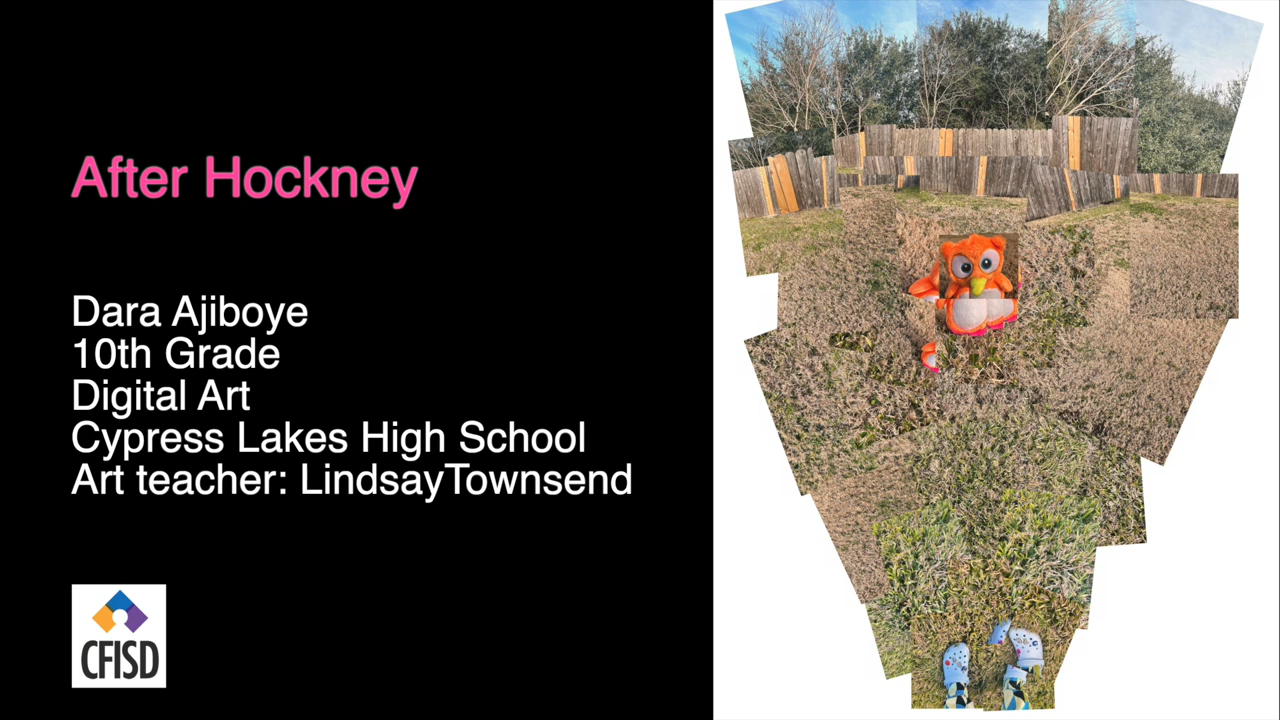 After Hockney
Dara Ajiboye
10th Grade
Digital Art
Cypress Lakes High School
Art teacher: LindsayTownsend
CFISD